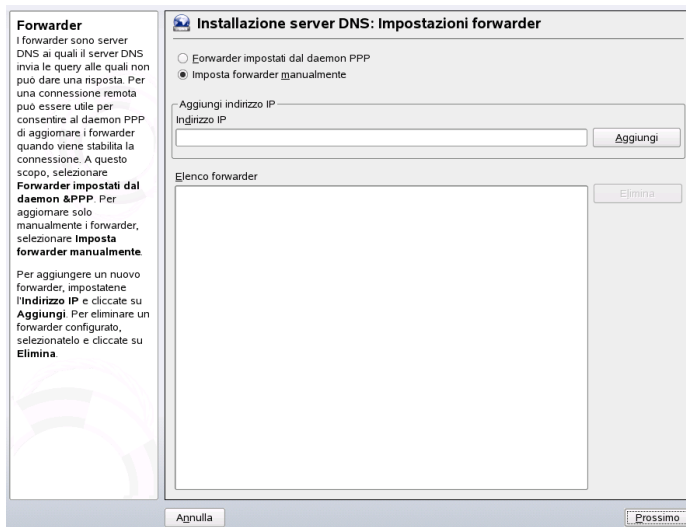 Forwarder
I forwarder sono server
DNS ai quali il server DNS
invia le query alle quali non
può dare una risposta. Per
una connessione remota
può essere utile per
consentire al daemon PPP
di aggiornare i forwarder
quando viene stabilita la
connessione. A questo
scopo, selezionare
Forwarder impostati dal
daemon &PPP. Per
aggiornare solo
manualmente i forwarder,
selezionare Imposta
forwarder manualmente.
Per aggiungere un nuovo
forwarder, impostatene
l'Indirizzo IP e cliccate su
Aggiungi. Per eliminare un
forwarder configurato,
selezionatelo e cliccate su
Elimina.
Installazione server DNS: Impostazioni forwarder
Forwarder impostati dal daemon PPP
Imposta forwarder manualmente
Aggiungi indirizzo IP
Indirizzo IP
Aggiungi
Elenco forwarder
Elimina
Annulla
Prossimo